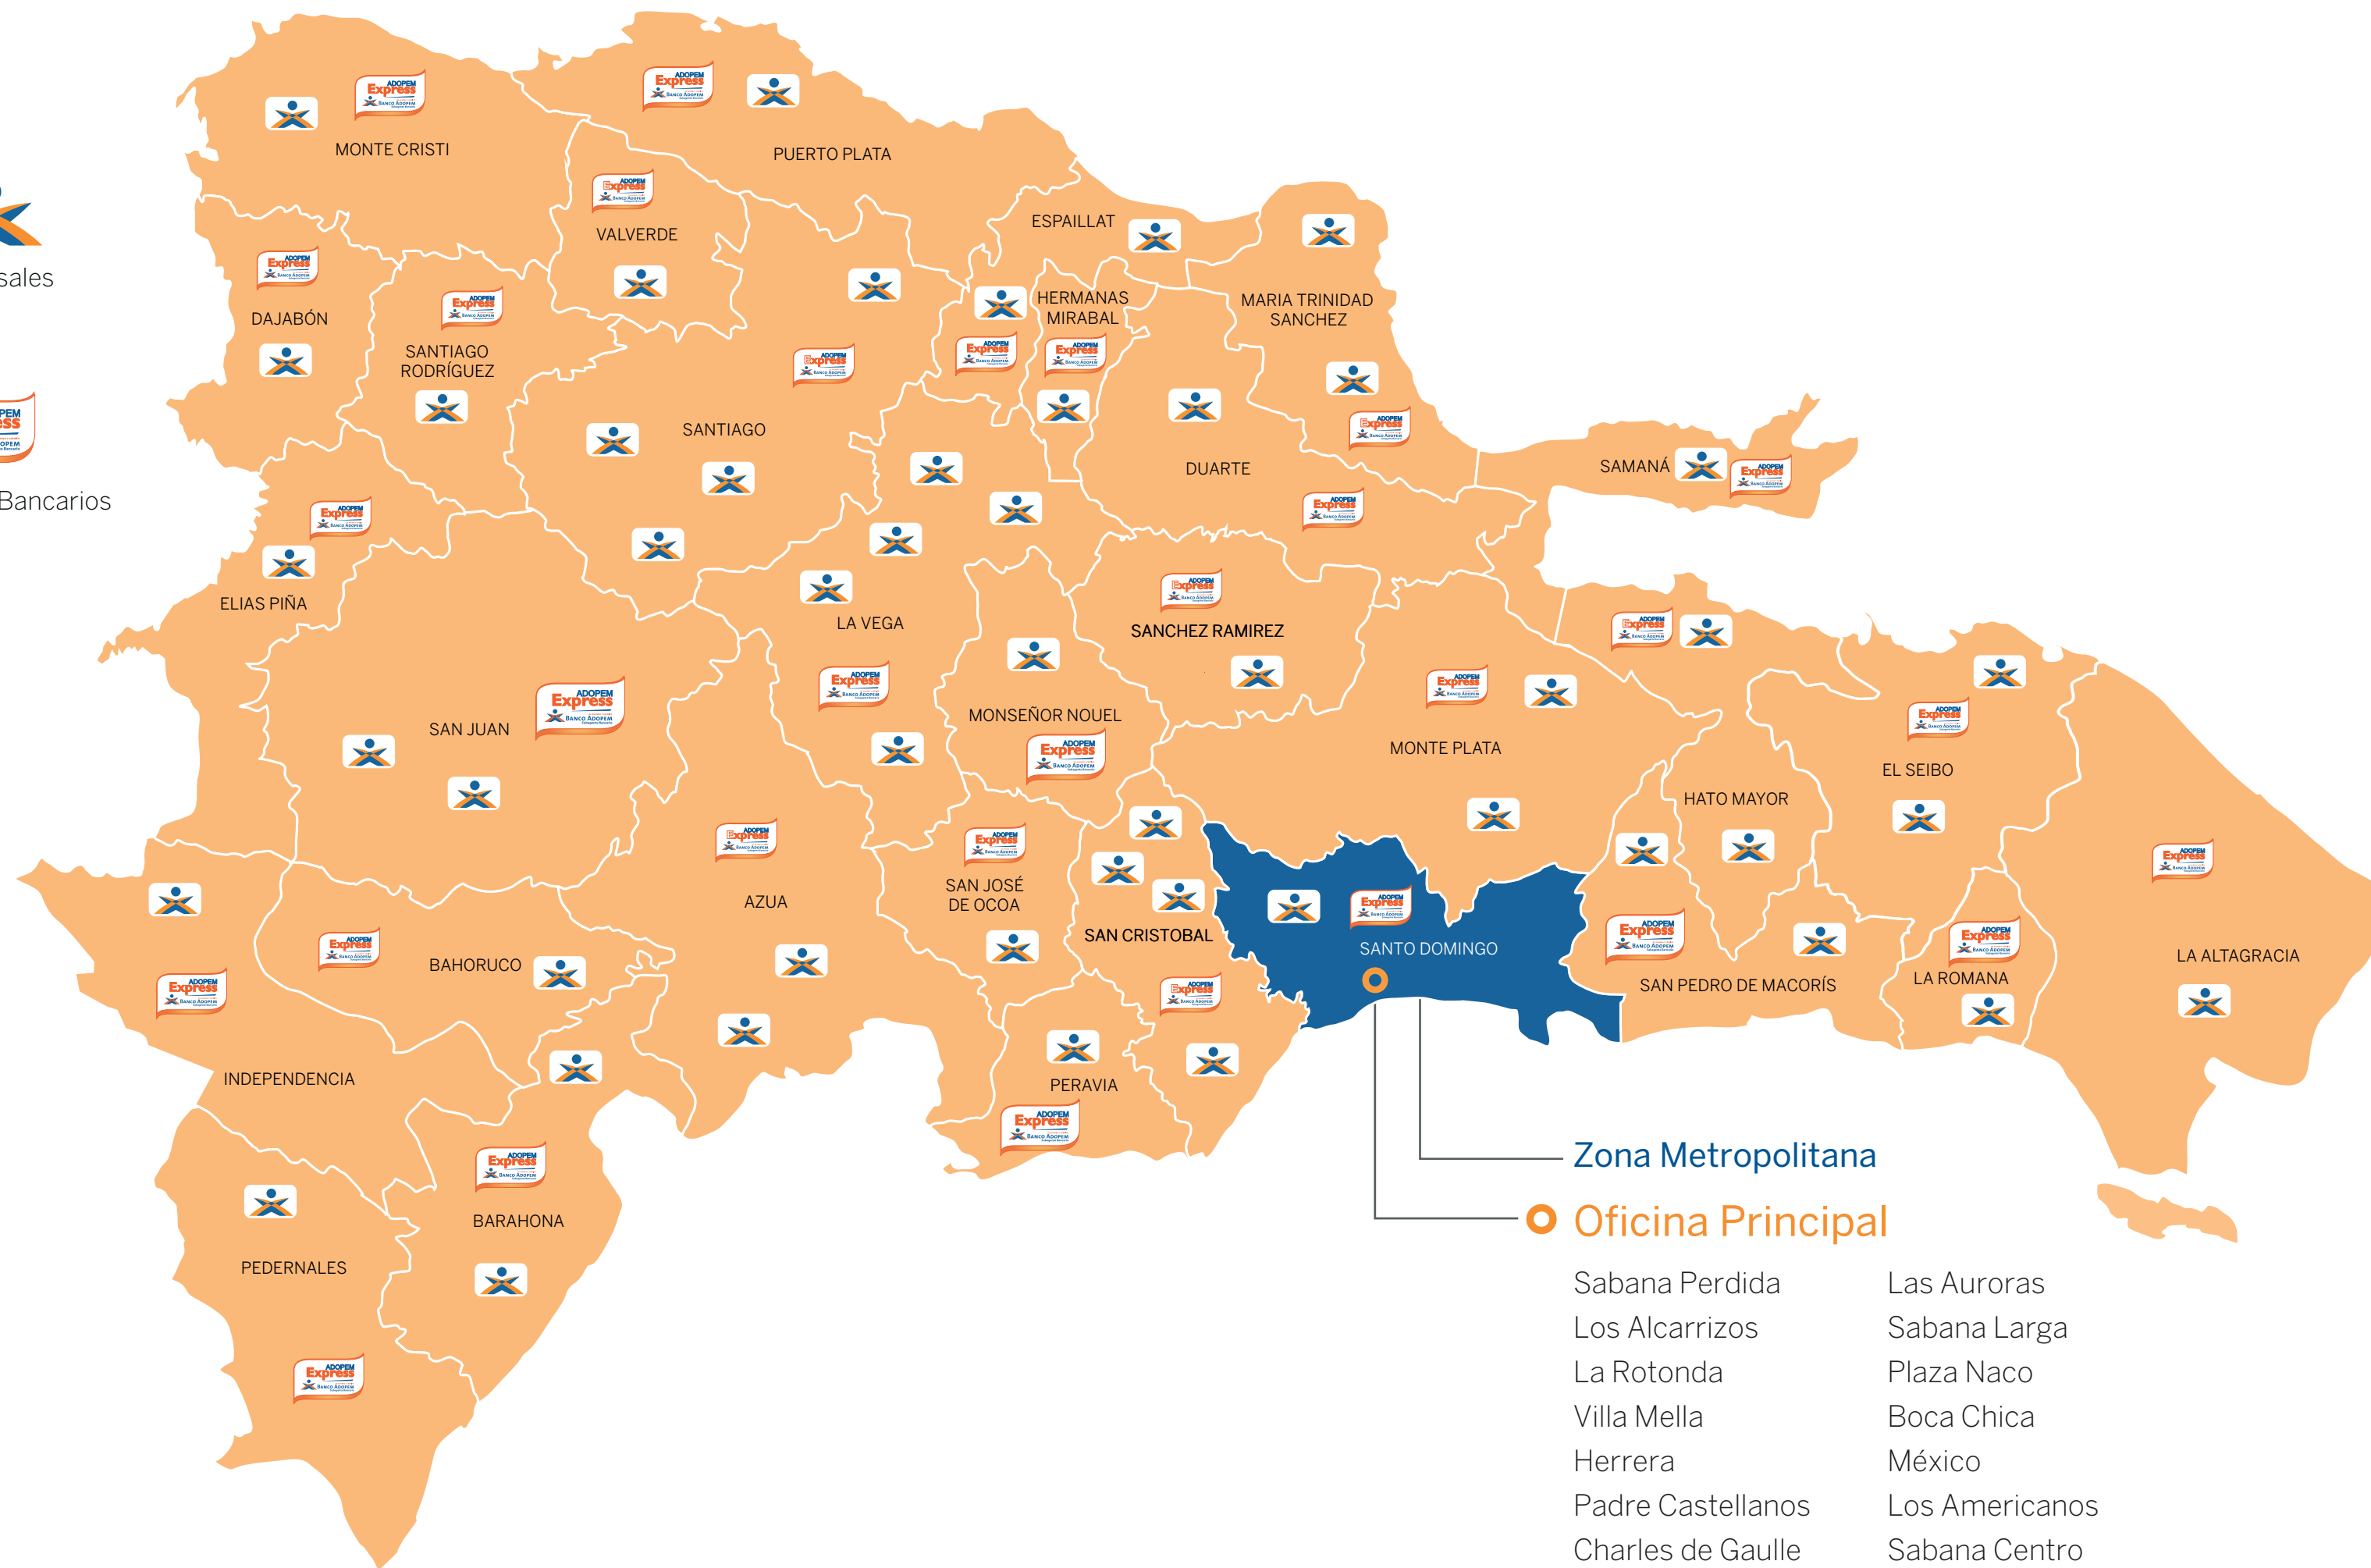 sales
Bancarios
MONTE CRISTI
PUERTO PLATA
VALVERDE
ESPAILLAT
DAJABÓN
SANTIAGO
RODRÍGUEZ
HERMANAS
MIRABAL
MARIA TRINIDAD
SANCHEZ
SANTIAGO
DUARTE
SAMANÁ
ELIAS PIÑA
LA VEGA
SANCHEZ RAMIREZ
SAN JUAN
MONSEÑOR NOUEL
MONTE PLATA
EL SEIBO
HATO MAYOR
AZUA
SAN JOSÉ
DE OCOA
SAN CRISTOBAL
SANTO DOMINGO
BAHORUCO
SAN PEDRO DE MACORÍS
LA ROMANA
LA ALTAGRACIA
INDEPENDENCIA
PERAVIA
BARAHONA
PEDERNALES
ADOPEM
Express
BANCO ADOPEM
Zona Metropolitana
Oficina Principal
Sabana Perdida
Los Alcarrizos
La Rotonda
Villa Mella
Herrera
Padre Castellanos
Charles de Gaulle
Las Auroras
Sabana Larga
Plaza Naco
Boca Chica
México
Los Americanos
Sabana Centro